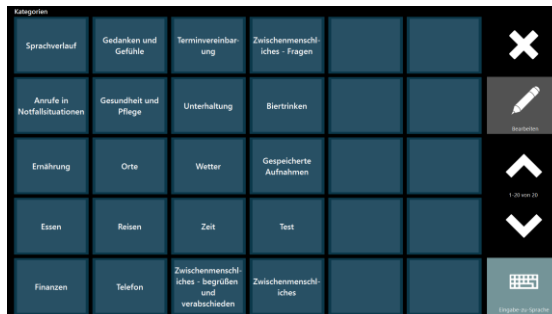 Kategorien
Sprachverlauf
Gedanken und
Gefühle
Terminvereinbar-
ung
Zwischenmenschl-
iches - Fragen
Anrufe in
Notfallsituationen
Gesundheit und
Pflege
Unterhaltung
Biertrinken
Bearbeiten
Ernährung
Orte
Wetter
Gespeicherte
Aufnahmen
1-20 von 20
Essen
Reisen
Zeit
Test
Finanzen
Telefon
Zwischenmenschl-
iches - begrüßen
und
verabschieden
Zwischenmenschl-
iches
Eingabe zu Sprache